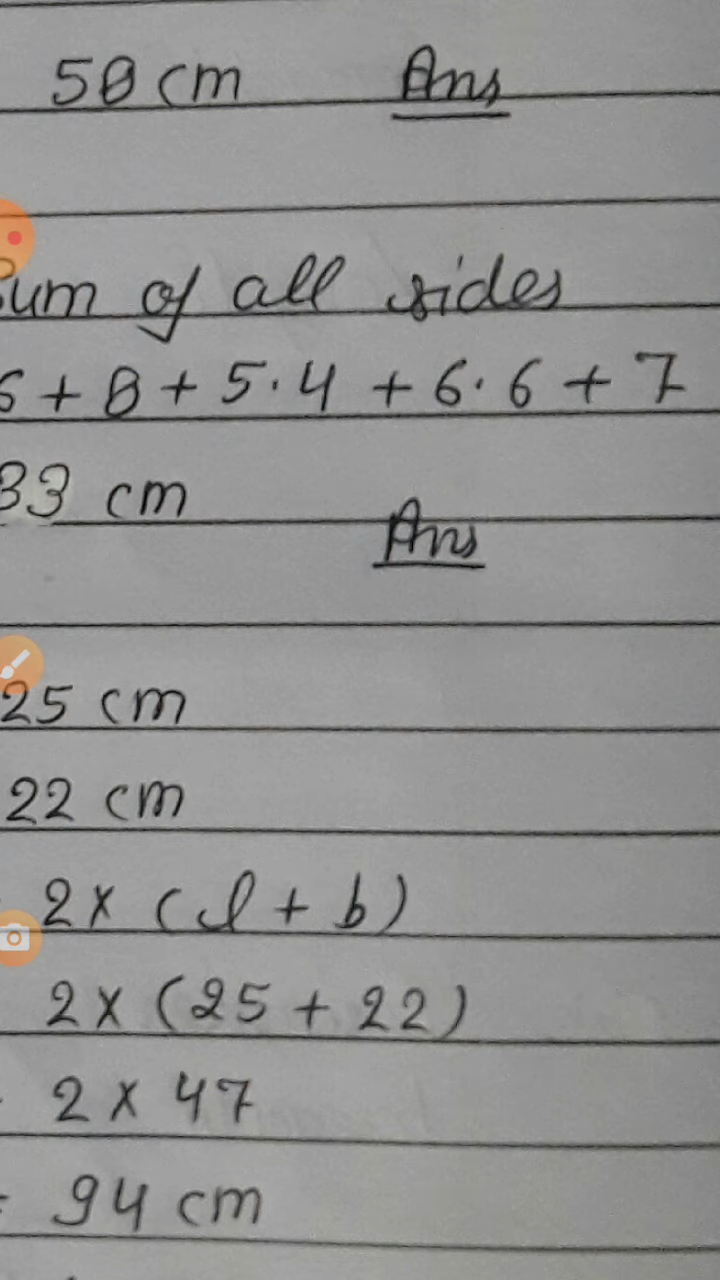 58 cm Ans
Sum of all sides
6 + 8 + 5.4 + 6.6 + 7
33 cm
Ans
25 cm
22 cm
2 x (l + b)
2 x (25 + 22)
2 x 47
= 94 cm